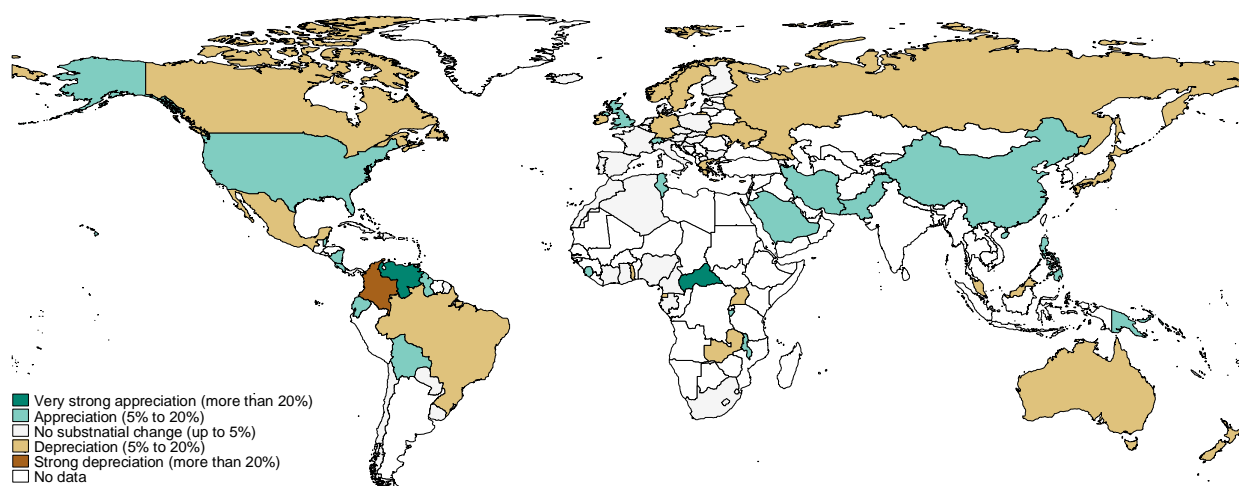 Very strong appreciation (more than 20%)
Appreciation (5% to 20%)
No substnatial change (up to 5%)
Depreciation (5% to 20%)
Strong depreciation (more than 20%)
No data